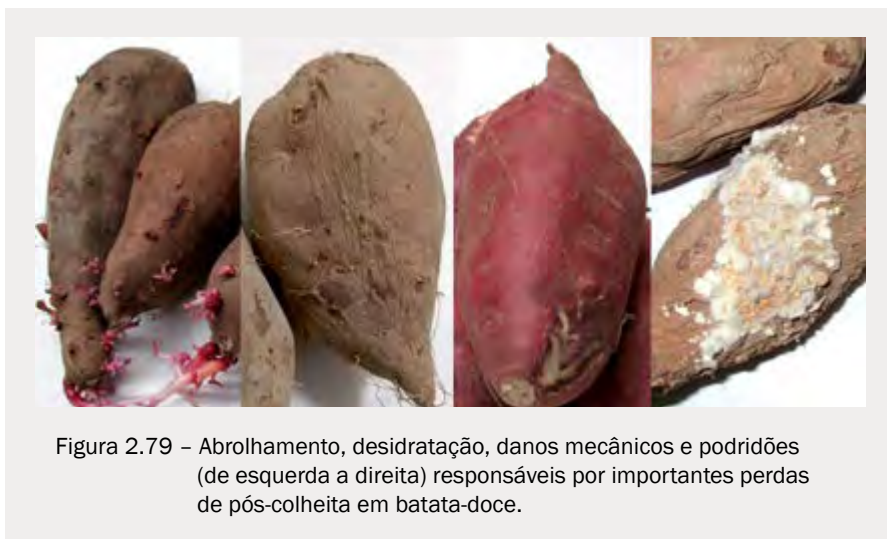 Figura 2.79 – Abrolhamento, desidratação, danos mecânicos e podridões
(de esquerda a direita) responsáveis por importantes perdas
de pós-colheita em batata-doce.